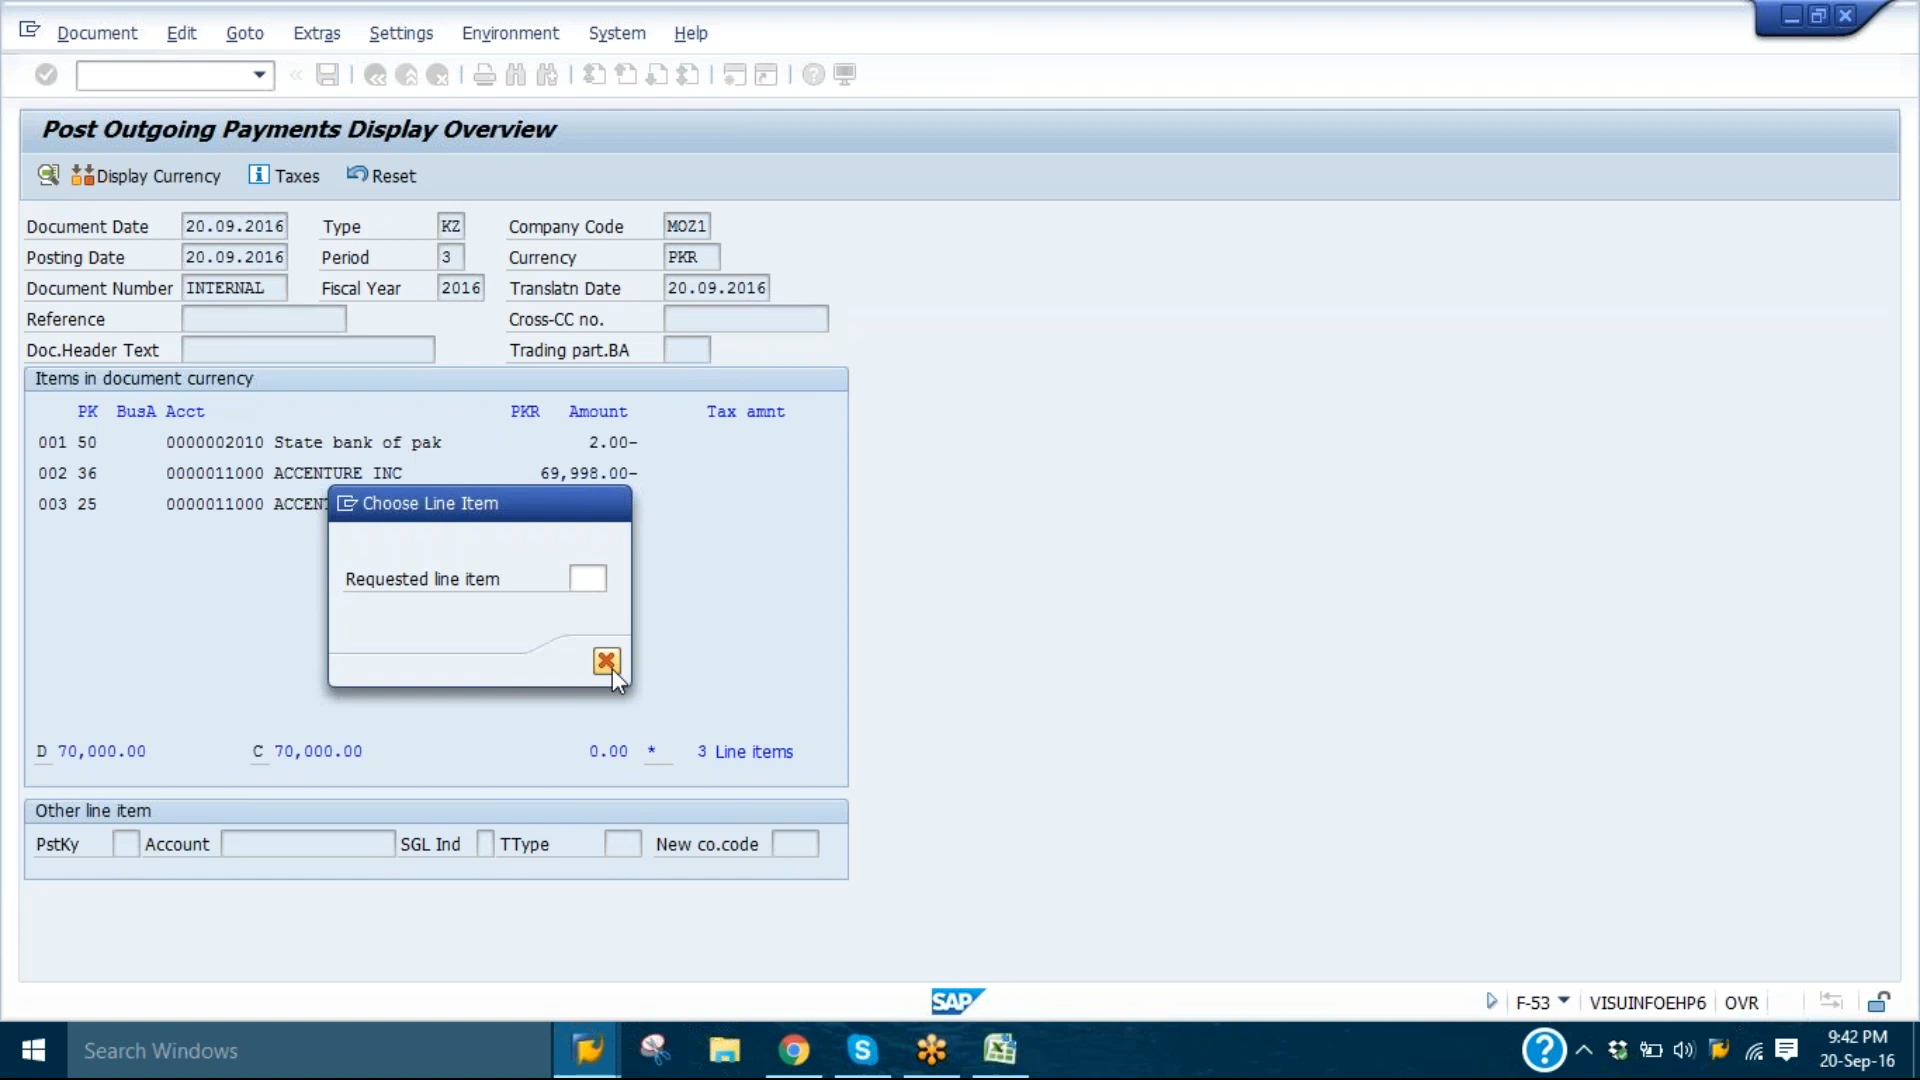 Document Edit Goto Extras Settings Environment System Help
Post Outgoing Payments Display Overview
Display Currency Taxes Reset
Document Date 20.09.2016 Type KZ Company Code MOZ1
Posting Date 20.09.2016 Period 3 Currency PKR
Document Number INTERNAL Fiscal Year 2016 Translatn Date 20.09.2016
Reference Cross-CC no.
Doc.Header Text Trading part.BA
Items in document currency
PK BusA Acct PKR Amount Tax amnt
001 50 0000002010 State bank of pak 2.00-
002 36 0000011000 ACCENTURE INC 69,998.00-
003 25 0000011000 ACCENT
Choose Line Item
Requested line item
D 70,000.00 C 70,000.00 0.00 * 3 Line items
Other line item
PstKy Account SGL Ind TType New co.code
SAP F-53 VISUINFOEHP6 OVR
Search Windows
9:42 PM
20-Sep-16